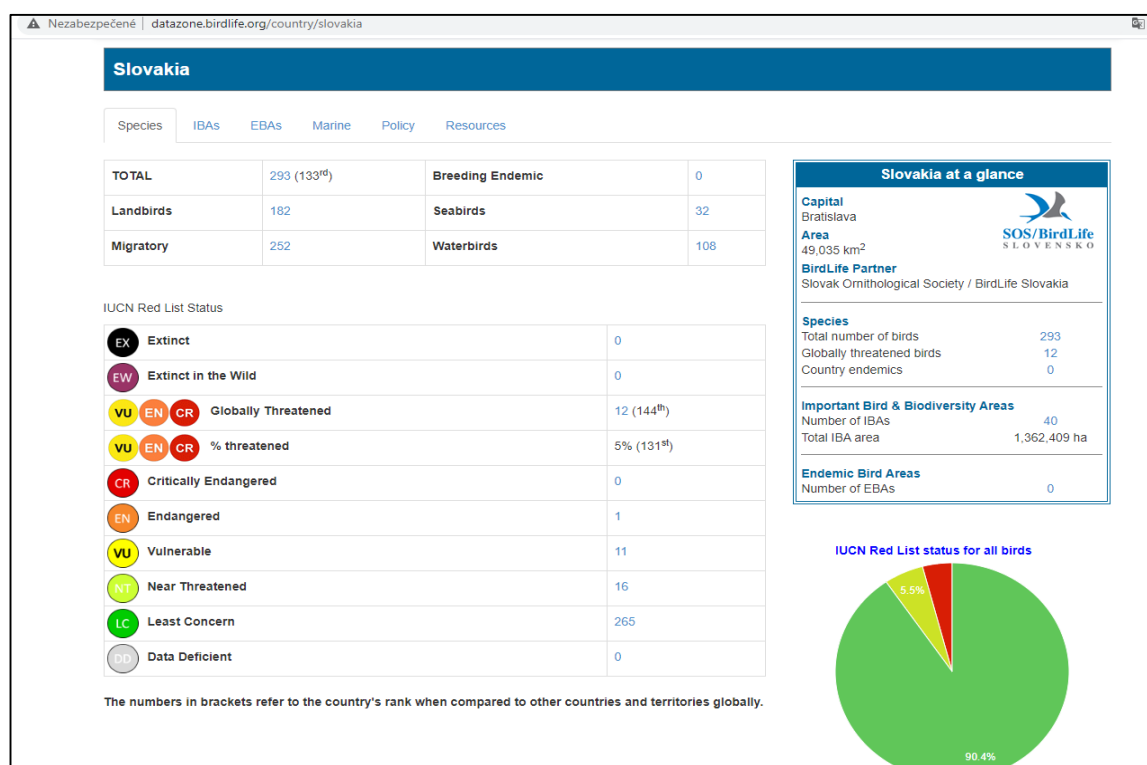 Nezabezpečené | datazone.birdlife.org/country/slovakia
Slovakia
Species IBAs EBAs Marine Policy Resources
TOTAL 293 (133rd) Breeding Endemic 0
Landbirds 182 Seabirds 32
Migratory 252 Waterbirds 108
IUCN Red List Status
EX Extinct 0
EW Extinct in the Wild 0
VU EN CR Globally Threatened 12 (144th)
VU EN CR % threatened 5% (131st)
CR Critically Endangered 0
EN Endangered 1
VU Vulnerable 11
NT Near Threatened 16
LC Least Concern 265
DD Data Deficient 0
The numbers in brackets refer to the country's rank when compared to other countries and territories globally.
Slovakia at a glance
Capital
Bratislava
Area
49,035 km2
SOS/BirdLife
SLOVENSKO
BirdLife Partner
Slovak Ornithological Society / BirdLife Slovakia
Species
Total number of birds 293
Globally threatened birds 12
Country endemics 0
Important Bird & Biodiversity Areas
Number of IBAs 40
Total IBA area 1,362,409 ha
Endemic Bird Areas
Number of EBAs 0
IUCN Red List status for all birds
5.5%
90.4%